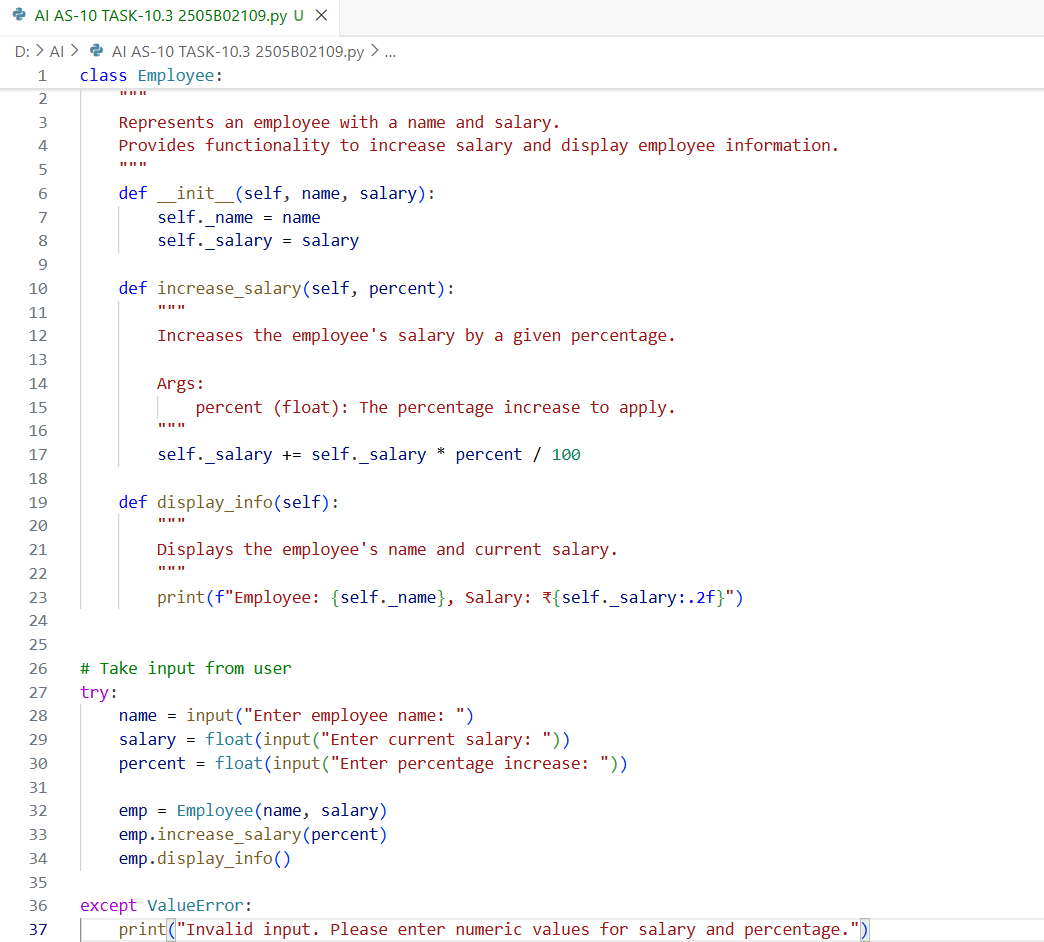 AI AS-10 TASK-10.3 2505B02109.py U
D: > AI > AI AS-10 TASK-10.3 2505B02109.py > ...
1 class Employee:
2     """
3     Represents an employee with a name and salary.
4     Provides functionality to increase salary and display employee information.
5     """
6     def __init__(self, name, salary):
7         self._name = name
8         self._salary = salary
9
10     def increase_salary(self, percent):
11         """
12         Increases the employee's salary by a given percentage.
13
14         Args:
15             percent (float): The percentage increase to apply.
16         """
17         self._salary += self._salary * percent / 100
18
19     def display_info(self):
20         """
21         Displays the employee's name and current salary.
22         """
23         print(f"Employee: {self._name}, Salary: ₹{self._salary:.2f}")
24
25
26 # Take input from user
27 try:
28     name = input("Enter employee name: ")
29     salary = float(input("Enter current salary: "))
30     percent = float(input("Enter percentage increase: "))
31
32     emp = Employee(name, salary)
33     emp.increase_salary(percent)
34     emp.display_info()
35
36 except ValueError:
37     print("Invalid input. Please enter numeric values for salary and percentage.")